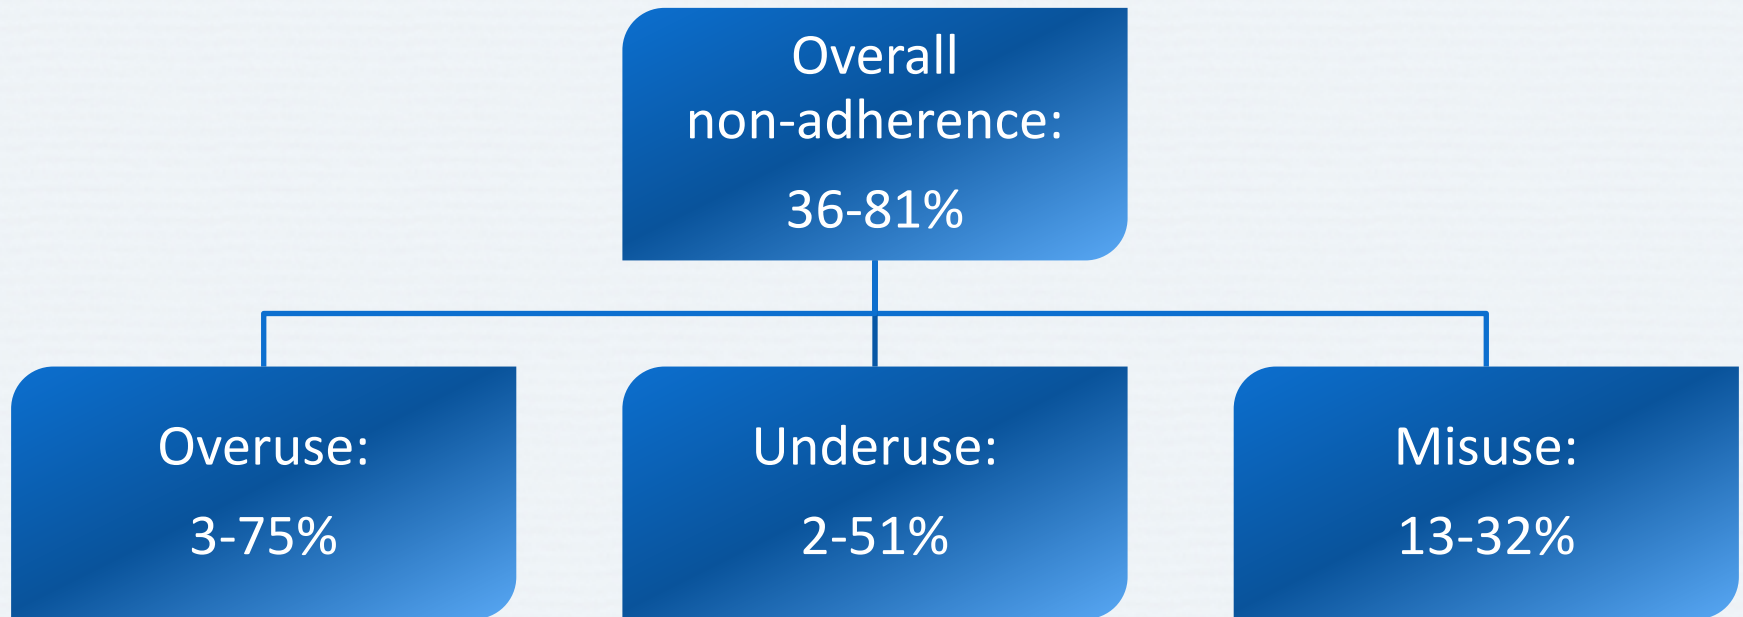 Overall
non-adherence:
36-81%
Overuse:
3-75%
Underuse:
2-51%
Misuse:
13-32%